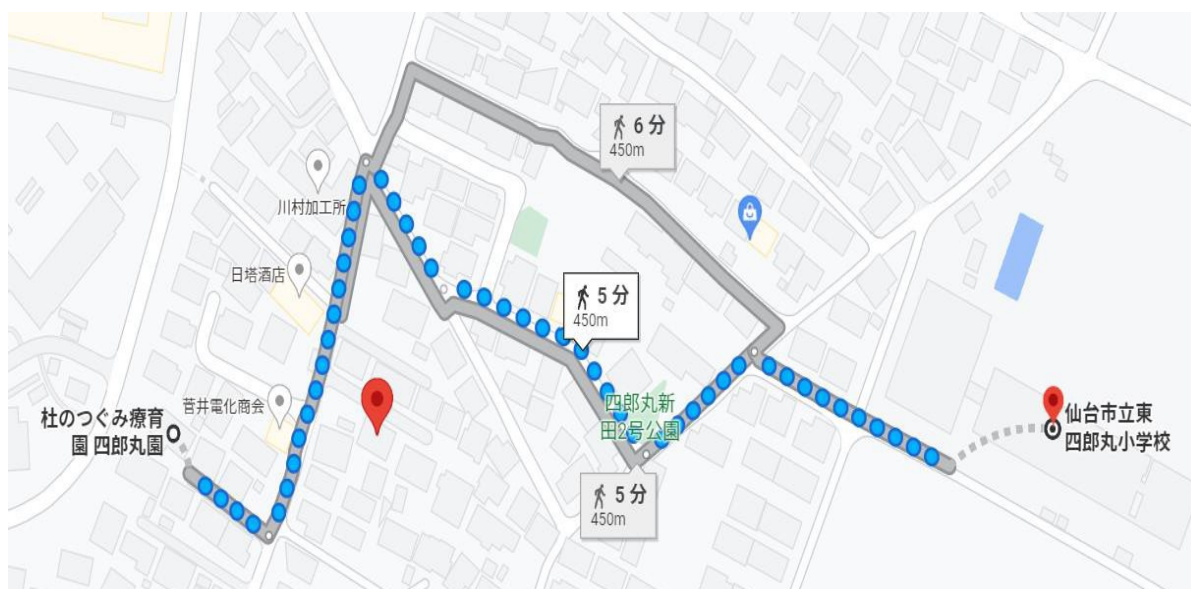 6 分
450m
川村加工所
日塔酒店
5 分
450m
菅井電化商会
杜のつぐみ療育
園 四郎丸園
四郎丸新
田2号公園
仙台市立東
四郎丸小学校
5 分
450m